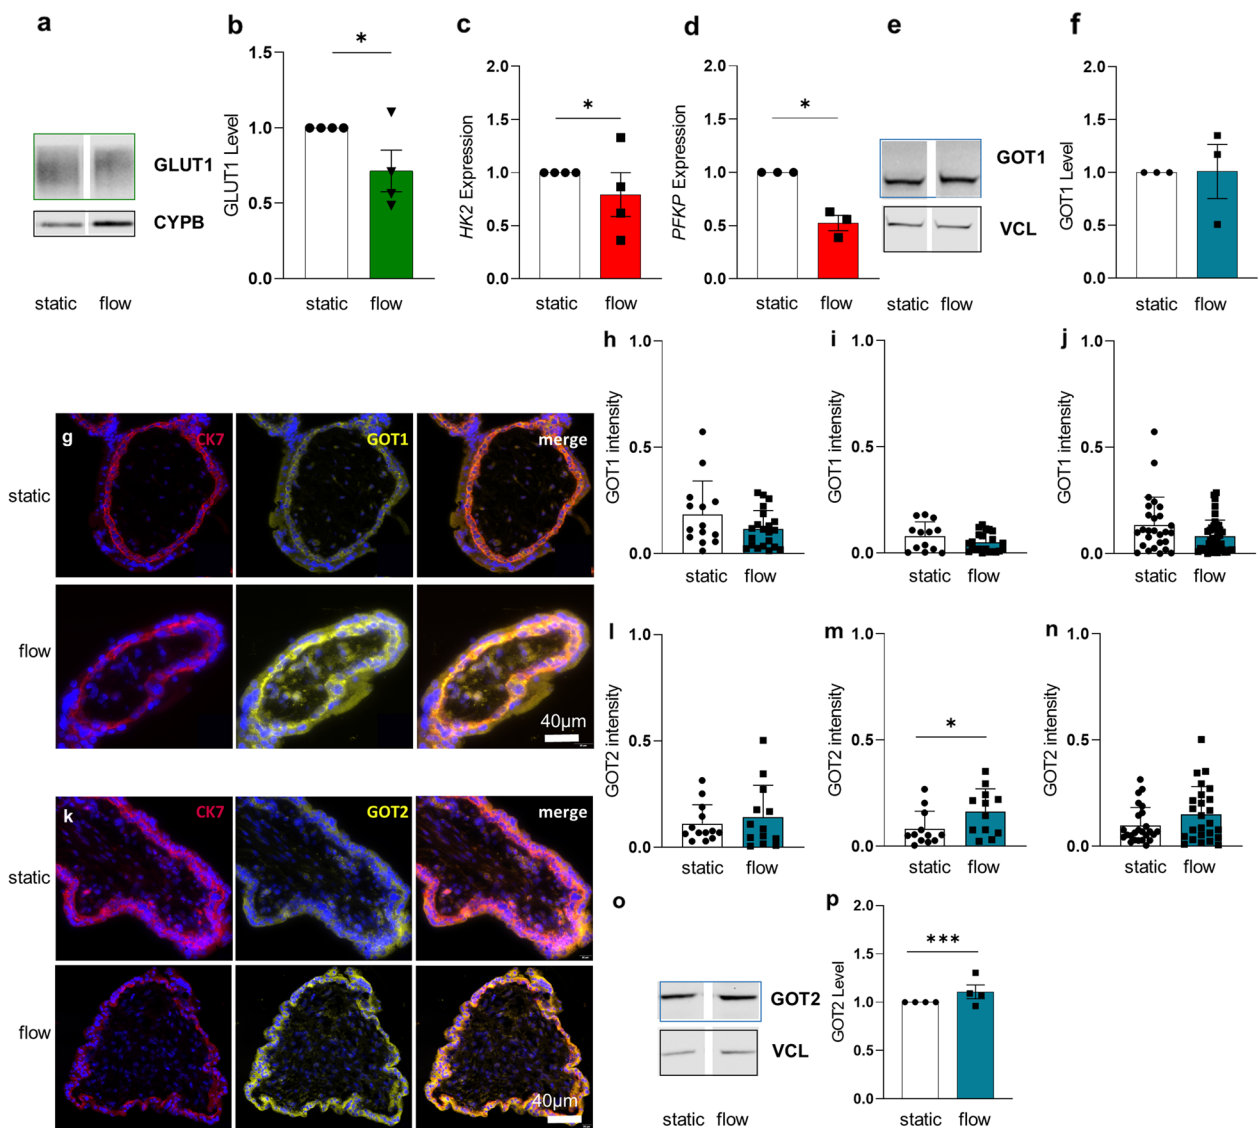 a
GLUT1
CYPB
static flow
b
GLUT1 Level
1.5
1.0
0.5
0.0
*
static flow
c
HK2 Expression
2.0
1.5
1.0
0.5
0.0
*
static flow
d
PFKP Expression
2.0
1.5
1.0
0.5
0.0
*
static flow
e
GOT1
VCL
static flow
f
GOT1 Level
2.0
1.5
1.0
0.5
0.0
static flow
g
CK7
GOT1
merge
static
flow
40µm
h
GOT1 intensity
1.0
0.5
0.0
static flow
i
GOT1 intensity
1.0
0.5
0.0
static flow
j
GOT1 intensity
1.0
0.5
0.0
static flow
k
CK7
GOT2
merge
static
flow
40µm
l
GOT2 intensity
1.0
0.5
0.0
static flow
m
GOT2 intensity
1.0
0.5
0.0
*
static flow
n
GOT2 intensity
1.0
0.5
0.0
static flow
o
GOT2
VCL
static flow
p
GOT2 Level
2.0
1.5
1.0
0.5
0.0
***
static flow